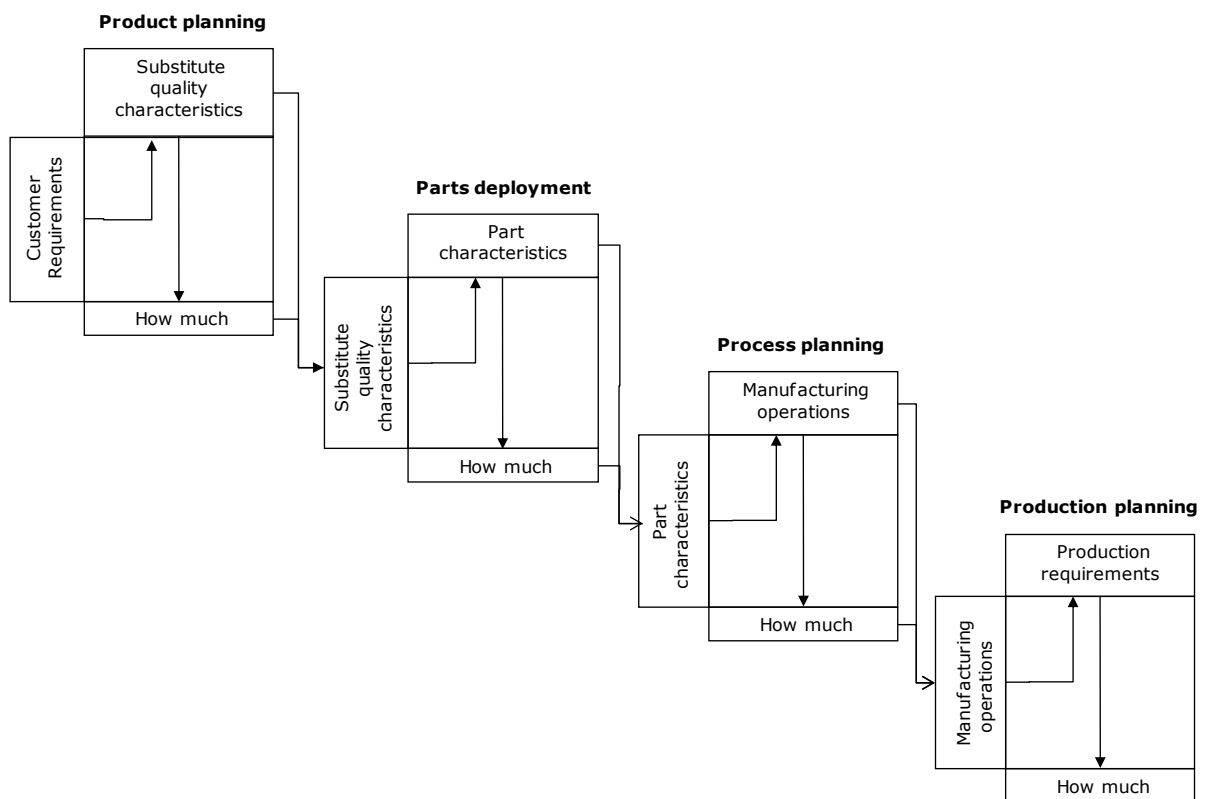 Product planning
Substitute
quality
characteristics
Customer
Requirements
How much
Parts deployment
Part
characteristics
Substitute
quality
characteristics
How much
Process planning
Manufacturing
operations
Part
characteristics
How much
Production planning
Production
requirements
Manufacturing
operations
How much